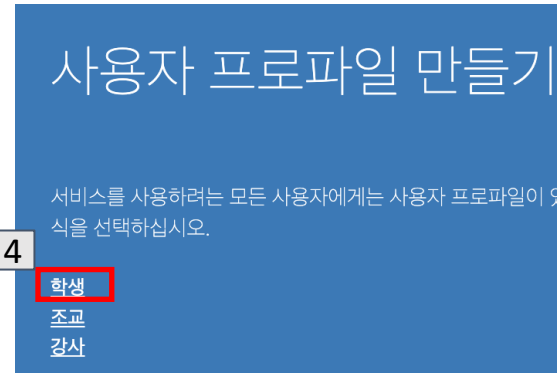 사용자 프로파일 만들기
서비스를 사용하려는 모든 사용자에게는 사용자 프로파일이
식을 선택하십시오.
4
학생
조교
강사